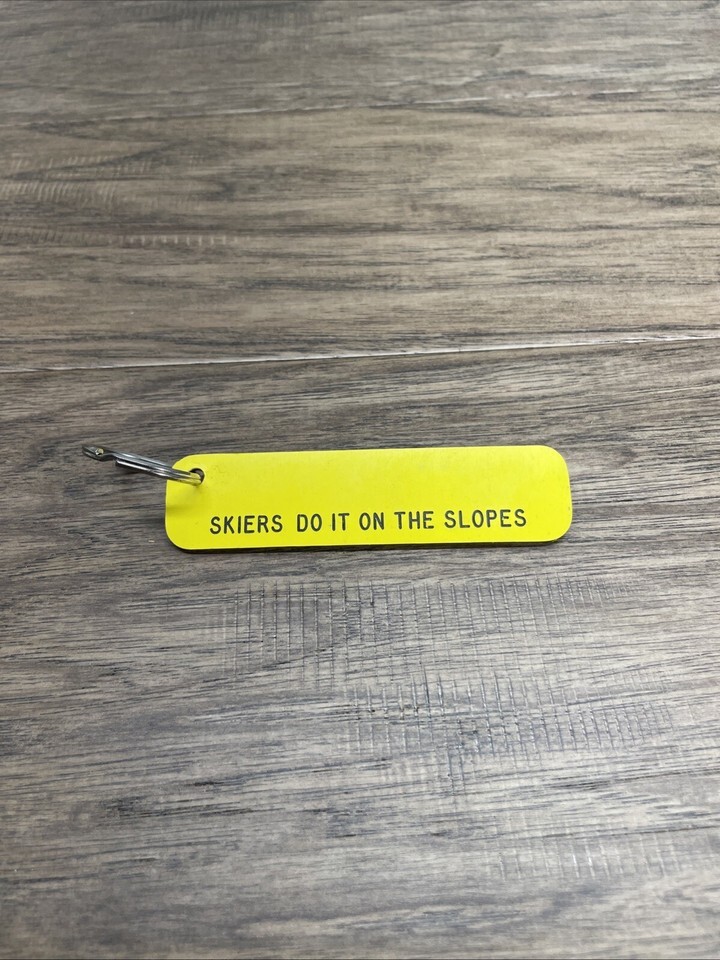 SKIERS DO IT ON THE SLOPES